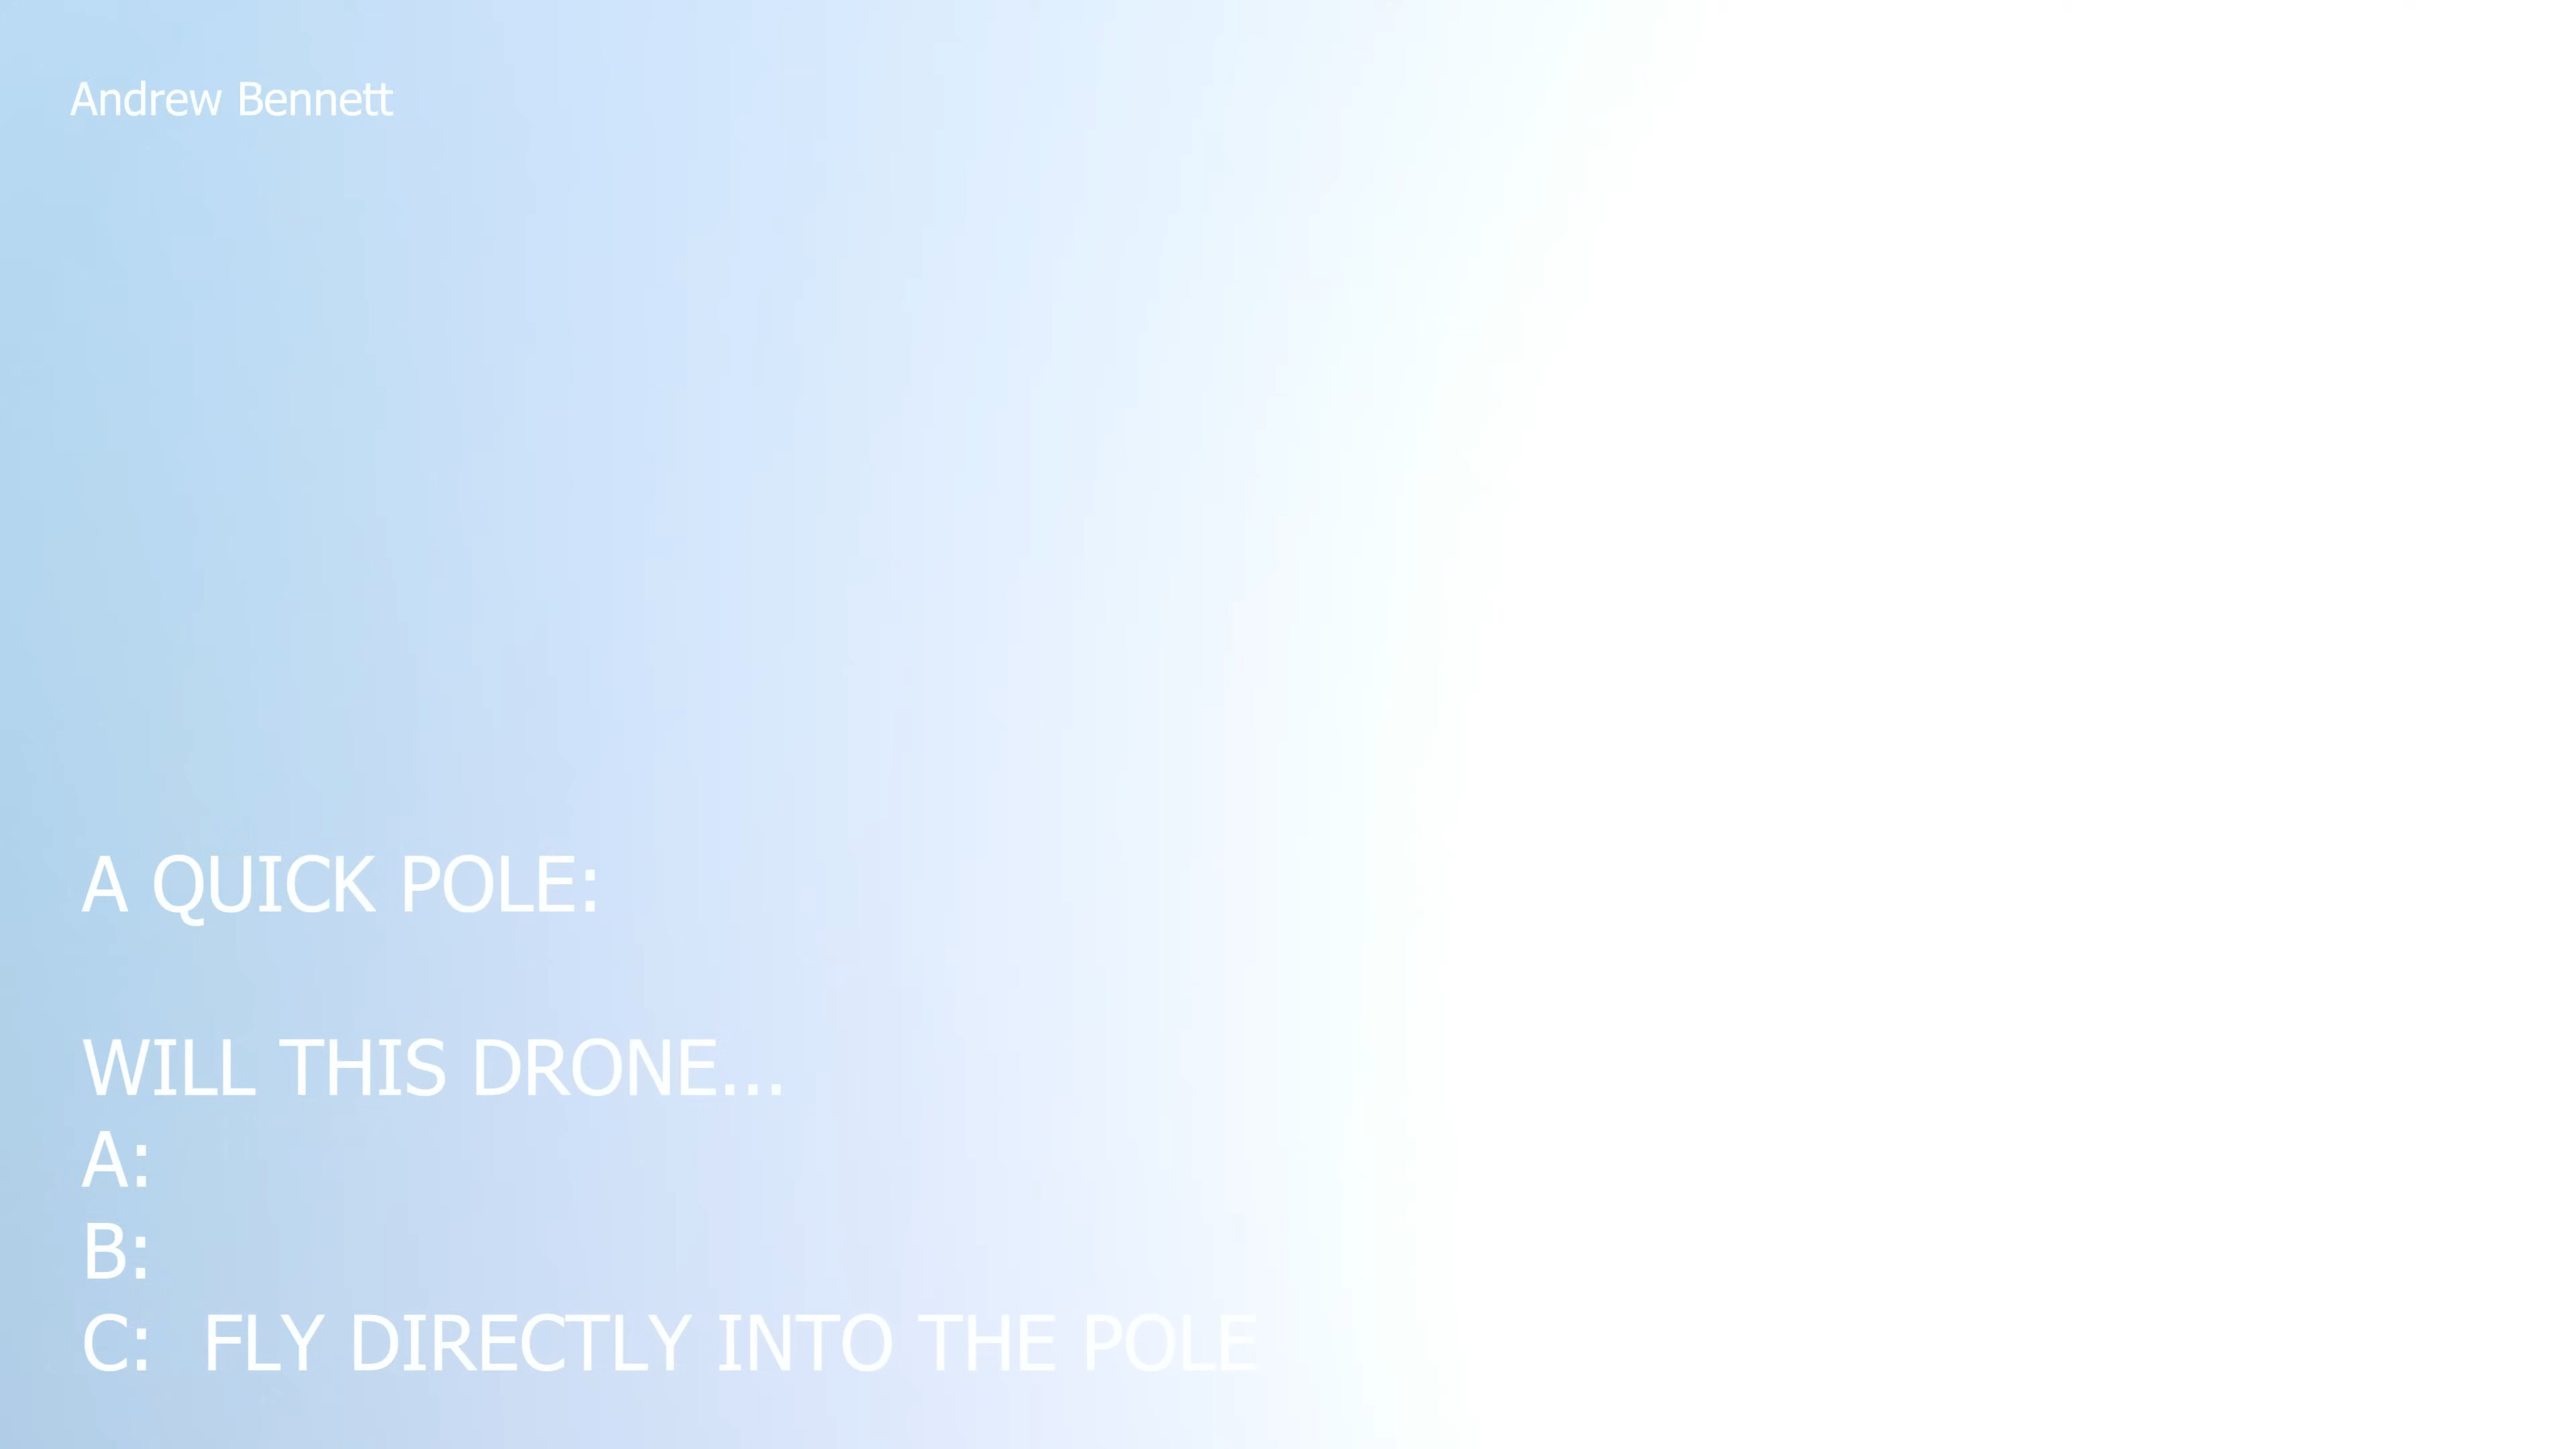 Andrew Bennett
A QUICK POLE:
WILL THIS DRONE...
A:
B:
C: FLY DIRECTLY INTO THE POLE